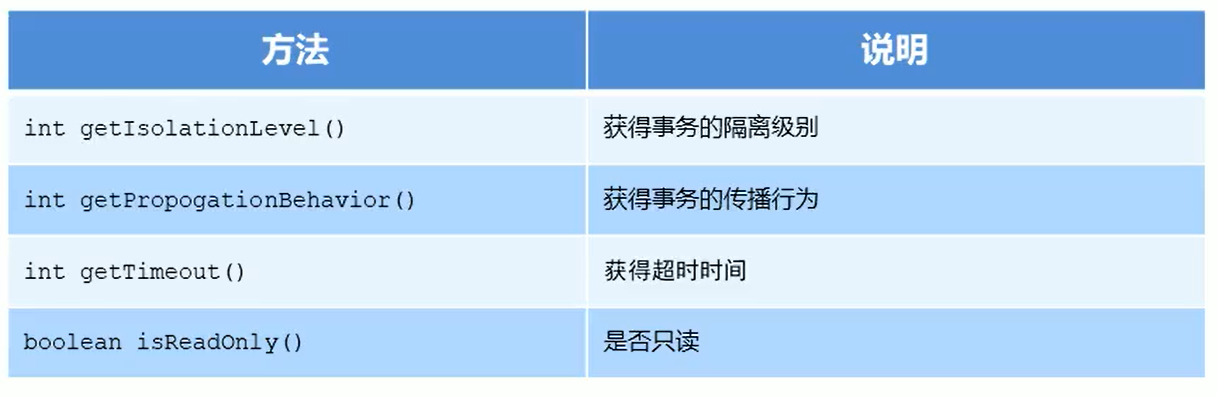 方法 说明
int getIsolationLevel() 获得事务的隔离级别
int getPropogationBehavior() 获得事务的传播行为
int getTimeout() 获得超时时间
boolean isReadOnly() 是否只读